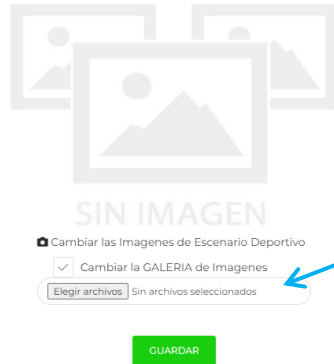 SIN IMAGEN
Cambiar las Imagenes de Escenario Deportivo
Cambiar la GALERIA de Imagenes
Elegir archivos Sin archivos seleccionados
GUARDAR